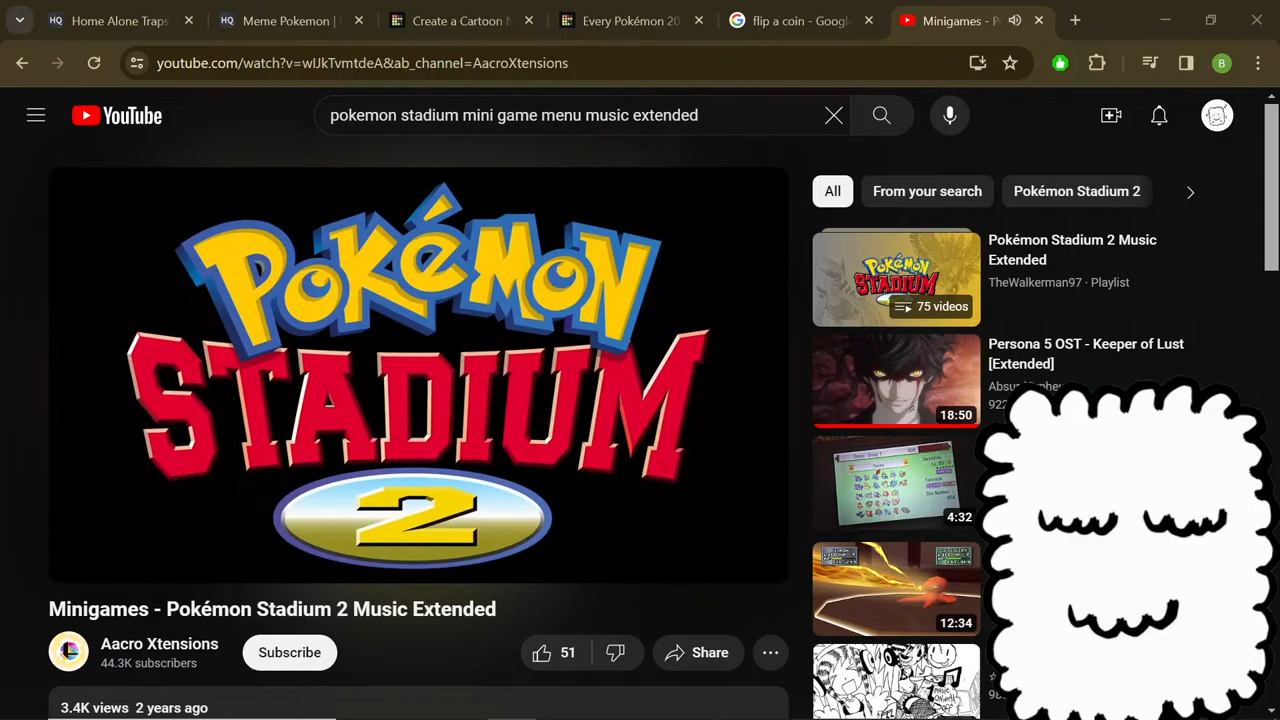 Home Alone Traps
Meme Pokemon |
Create a Cartoon
Every Pokémon 20
flip a coin - Google
Minigames - P
youtube.com/watch?v=wIJkTvmtdeA&ab_channel=AacroXtensions
B
YouTube
pokemon stadium mini game menu music extended
All
From your search
Pokémon Stadium 2
POKéMON
STADIUM
2
Pokémon Stadium 2 Music
Extended
TheWalkerman97 · Playlist
75 videos
Persona 5 OST - Keeper of Lust
[Extended]
18:50
4:32
12:34
Minigames - Pokémon Stadium 2 Music Extended
Aacro Xtensions
44.3K subscribers
Subscribe
51
Share
3.4K views 2 years ago